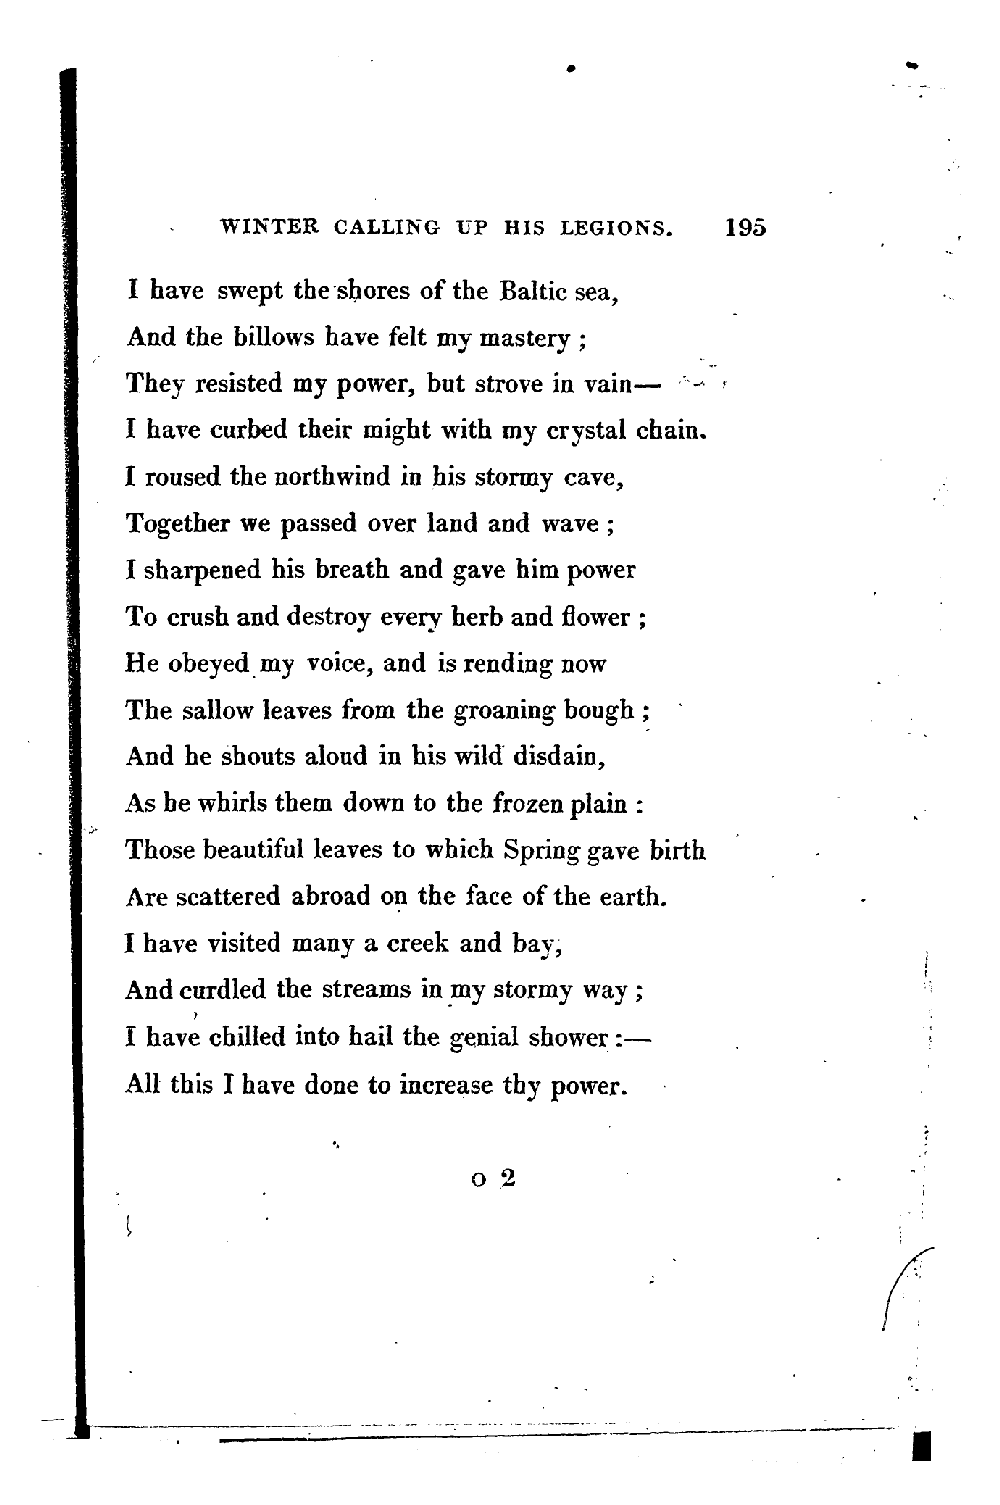 WINTER CALLING UP HIS LEGIONS. 195
I have swept the shores of the Baltic sea,
And the billows have felt my mastery ;
They resisted my power, but strove in vain—
I have curbed their might with my crystal chain.
I roused the northwind in his stormy cave,
Together we passed over land and wave ;
I sharpened his breath and gave him power
To crush and destroy every herb and flower ;
He obeyed my voice, and is rending now
The sallow leaves from the groaning bough ;
And he shouts aloud in his wild disdain,
As he whirls them down to the frozen plain :
Those beautiful leaves to which Spring gave birth
Are scattered abroad on the face of the earth.
I have visited many a creek and bay,
And curdled the streams in my stormy way ;
I have chilled into hail the genial shower :—
All this I have done to increase thy power.
O 2